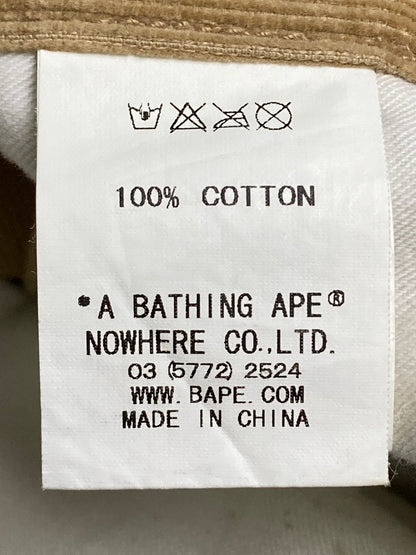 100% COTTON
*A BATHING APE®
NOWHERE CO.,LTD.
03 (5772) 2524
WWW.BAPE.COM
MADE IN CHINA